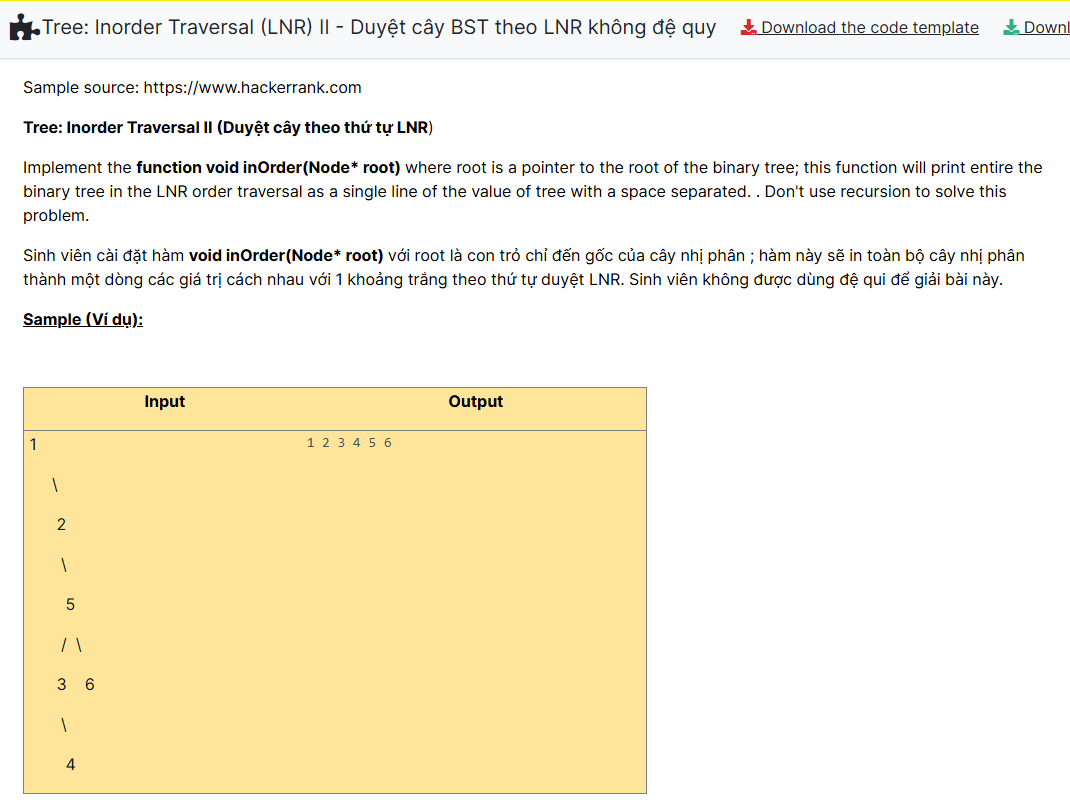 Tree: Inorder Traversal (LNR) II - Duyệt cây BST theo LNR không đệ quy Download the code template Downl
Sample source: https://www.hackerrank.com
Tree: Inorder Traversal II (Duyệt cây theo thứ tự LNR)
Implement the function void inOrder(Node* root) where root is a pointer to the root of the binary tree; this function will print entire the
binary tree in the LNR order traversal as a single line of the value of tree with a space separated. . Don't use recursion to solve this
problem.
Sinh viên cài đặt hàm void inOrder(Node* root) với root là con trỏ chỉ đến gốc của cây nhị phân ; hàm này sẽ in toàn bộ cây nhị phân
thành một dòng các giá trị cách nhau với 1 khoảng trắng theo thứ tự duyệt LNR. Sinh viên không được dùng đệ qui để giải bài này.
Sample (Ví dụ):
Input Output
1 1 2 3 4 5 6
\
2
\
5
/ \
3 6
\
4